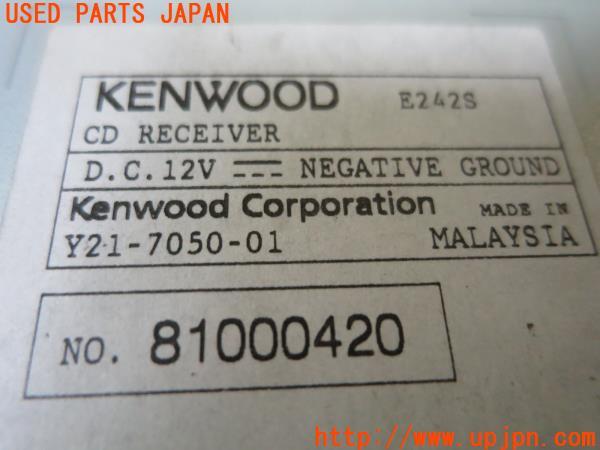 USED PARTS JAPAN
KENWOOD E242S
CD RECEIVER
D.C.12V NEGATIVE GROUND
Kenwood Corporation MADE IN
Y21-7050-01 MALAYSIA
NO. 81000420
http://www.upjpn.com/